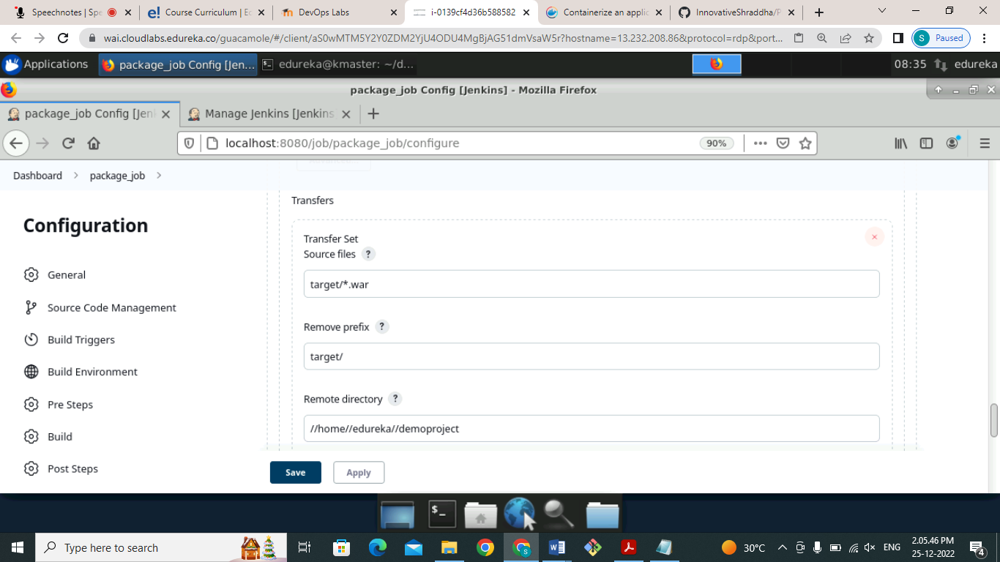 Speechnotes | Spe
Course Curriculum | Ed
DevOps Labs
i-0139cf4d36b588582
Containerize an applic
InnovativeShraddha/P
wai.cloudlabs.edureka.co/guacamole/#/client/aS0wMTM5Y2Y0ZDM2YjU4ODU4MgBjAG51dmVsaW5r?hostname=13.232.208.86&protocol=rdp&port...
S Paused
Applications
package_job Config [Jen...
edureka@kmaster: ~/d...
08:35
edureka
package_job Config [Jenkins] - Mozilla Firefox
package_job Config [Jen
Manage Jenkins [Jenkins
localhost:8080/job/package_job/configure
90%
Dashboard > package_job >
Configuration
General
Source Code Management
Build Triggers
Build Environment
Pre Steps
Build
Post Steps
Transfers
Transfer Set
Source files ?
target/*.war
Remove prefix ?
target/
Remote directory ?
//home//edureka//demoproject
Save
Apply
Type here to search
30°C
ENG
2.05.46 PM
25-12-2022
4